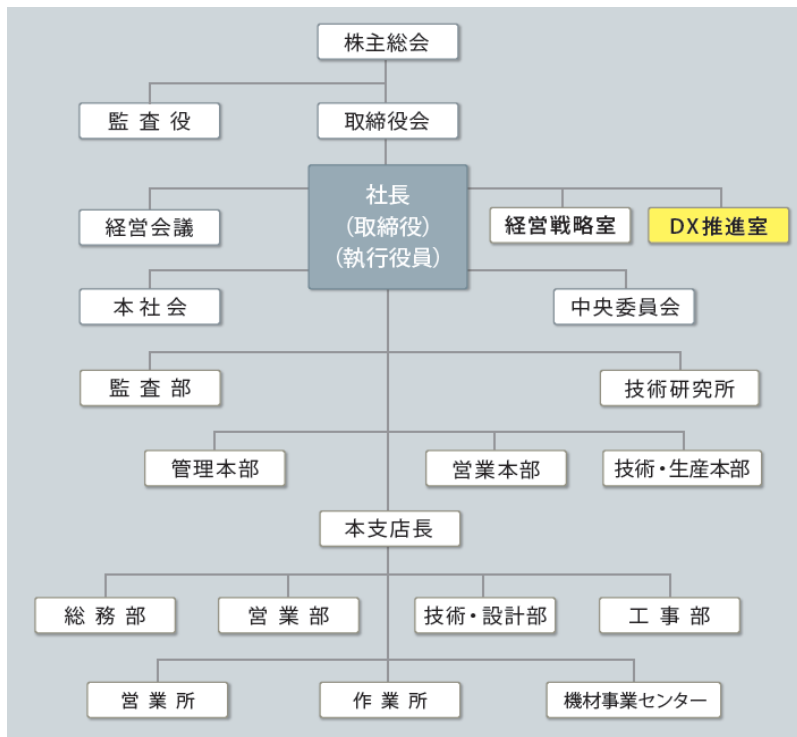 株主総会
監査役
取締役会
社長
(取締役)
(執行役員)
経営会議
経営戦略室
DX推進室
本社会
中央委員会
監査部
技術研究所
管理本部
営業本部
技術・生産本部
本支店長
総務部
営業部
技術・設計部
工事部
営業所
作業所
機材事業センター